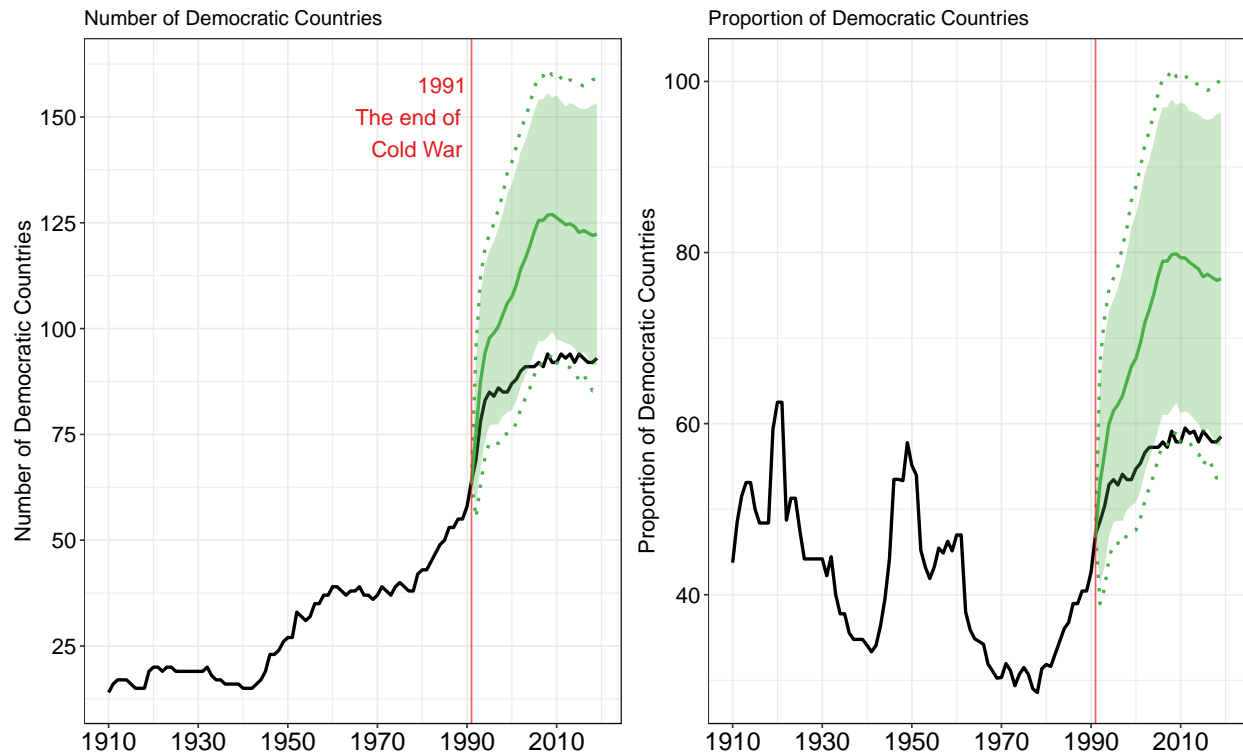 Number of Democratic Countries
Number of Democratic Countries
150
125
100
75
50
25
1991
The end of
Cold War
1910 1930 1950 1970 1990 2010
Proportion of Democratic Countries
Proportion of Democratic Countries
100
80
60
40
1910 1930 1950 1970 1990 2010